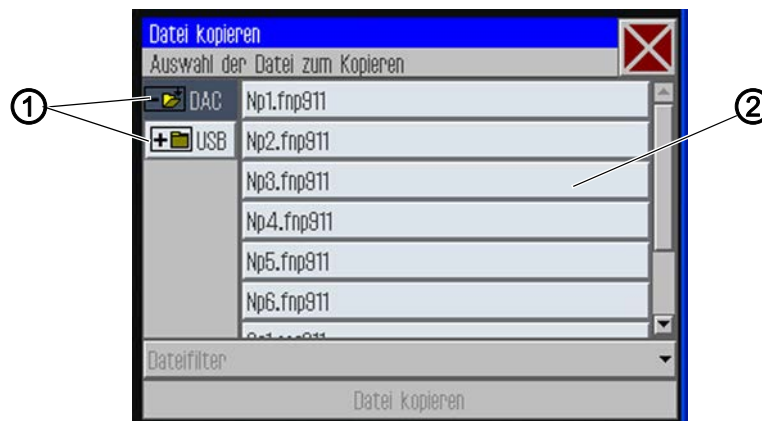 Datei kopieren
Auswahl der Datei zum Kopieren
1
DAC
Np1.fnp911
2
USB
Np2.fnp911
Np3.fnp911
Np4.fnp911
Np5.fnp911
Np6.fnp911
Dateifilter
Datei kopieren